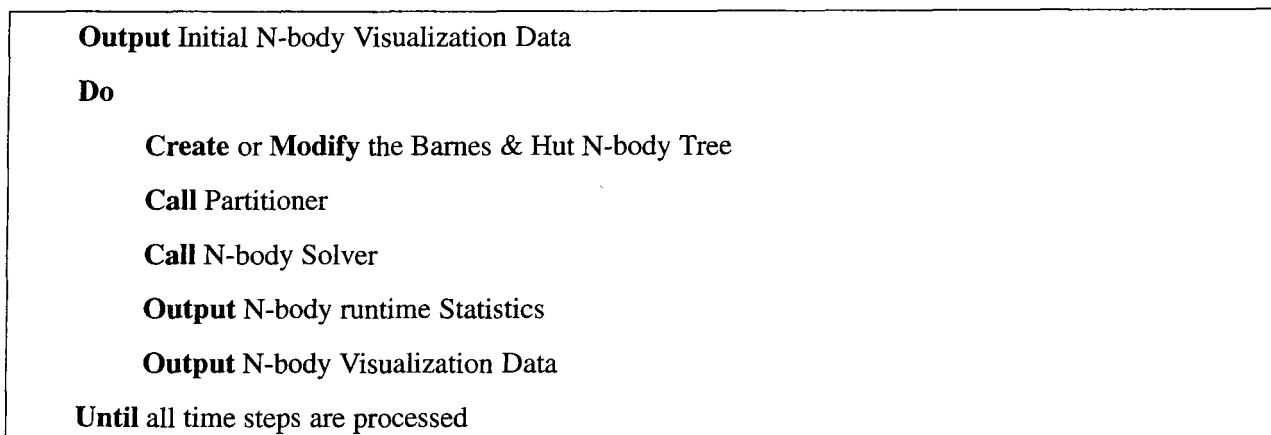 Output Initial N-body Visualization Data
Do
Create or Modify the Barnes & Hut N-body Tree
Call Partitioner
Call N-body Solver
Output N-body runtime Statistics
Output N-body Visualization Data
Until all time steps are processed